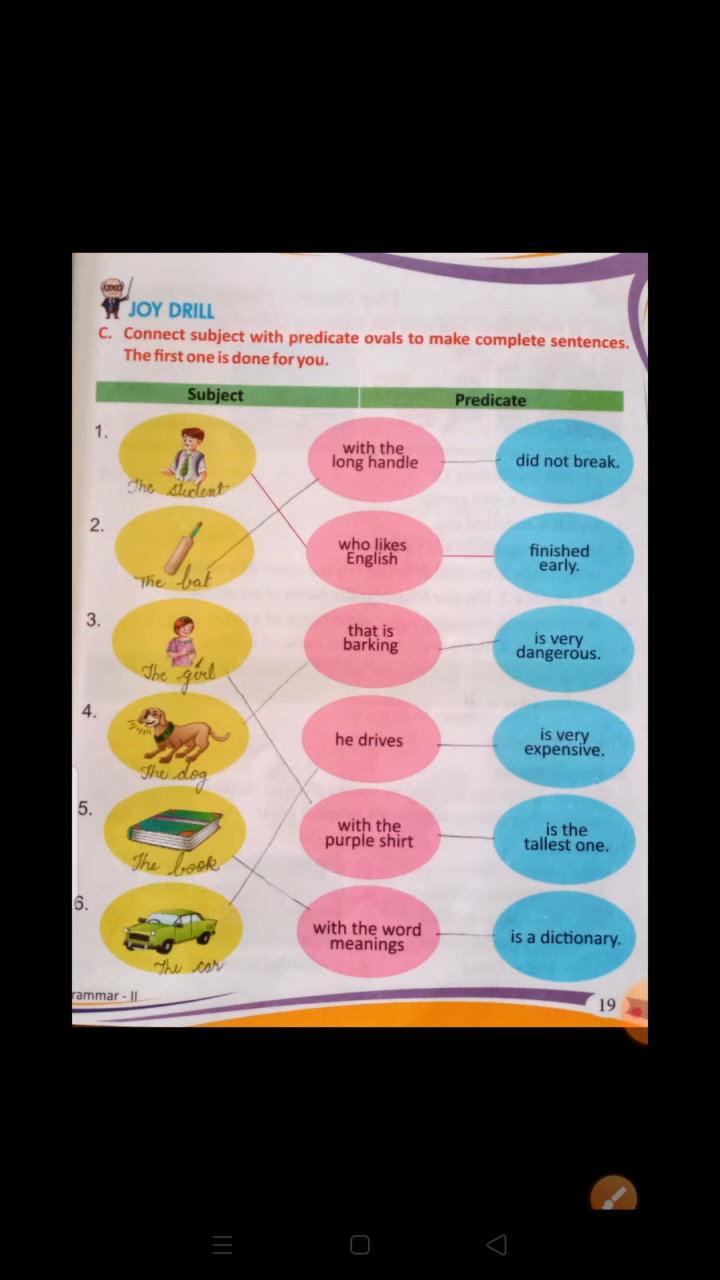 JOY DRILL
C. Connect subject with predicate ovals to make complete sentences.
The first one is done for you.
Subject
Predicate
1.
The student
with the
long handle
did not break.
2.
The bat
who likes
English
finished
early.
3.
The girl
that is
barking
is very
dangerous.
4.
The dog
he drives
is very
expensive.
5.
The book
with the
purple shirt
is the
tallest one.
6.
The car
with the word
meanings
is a dictionary.
rammar - II
19